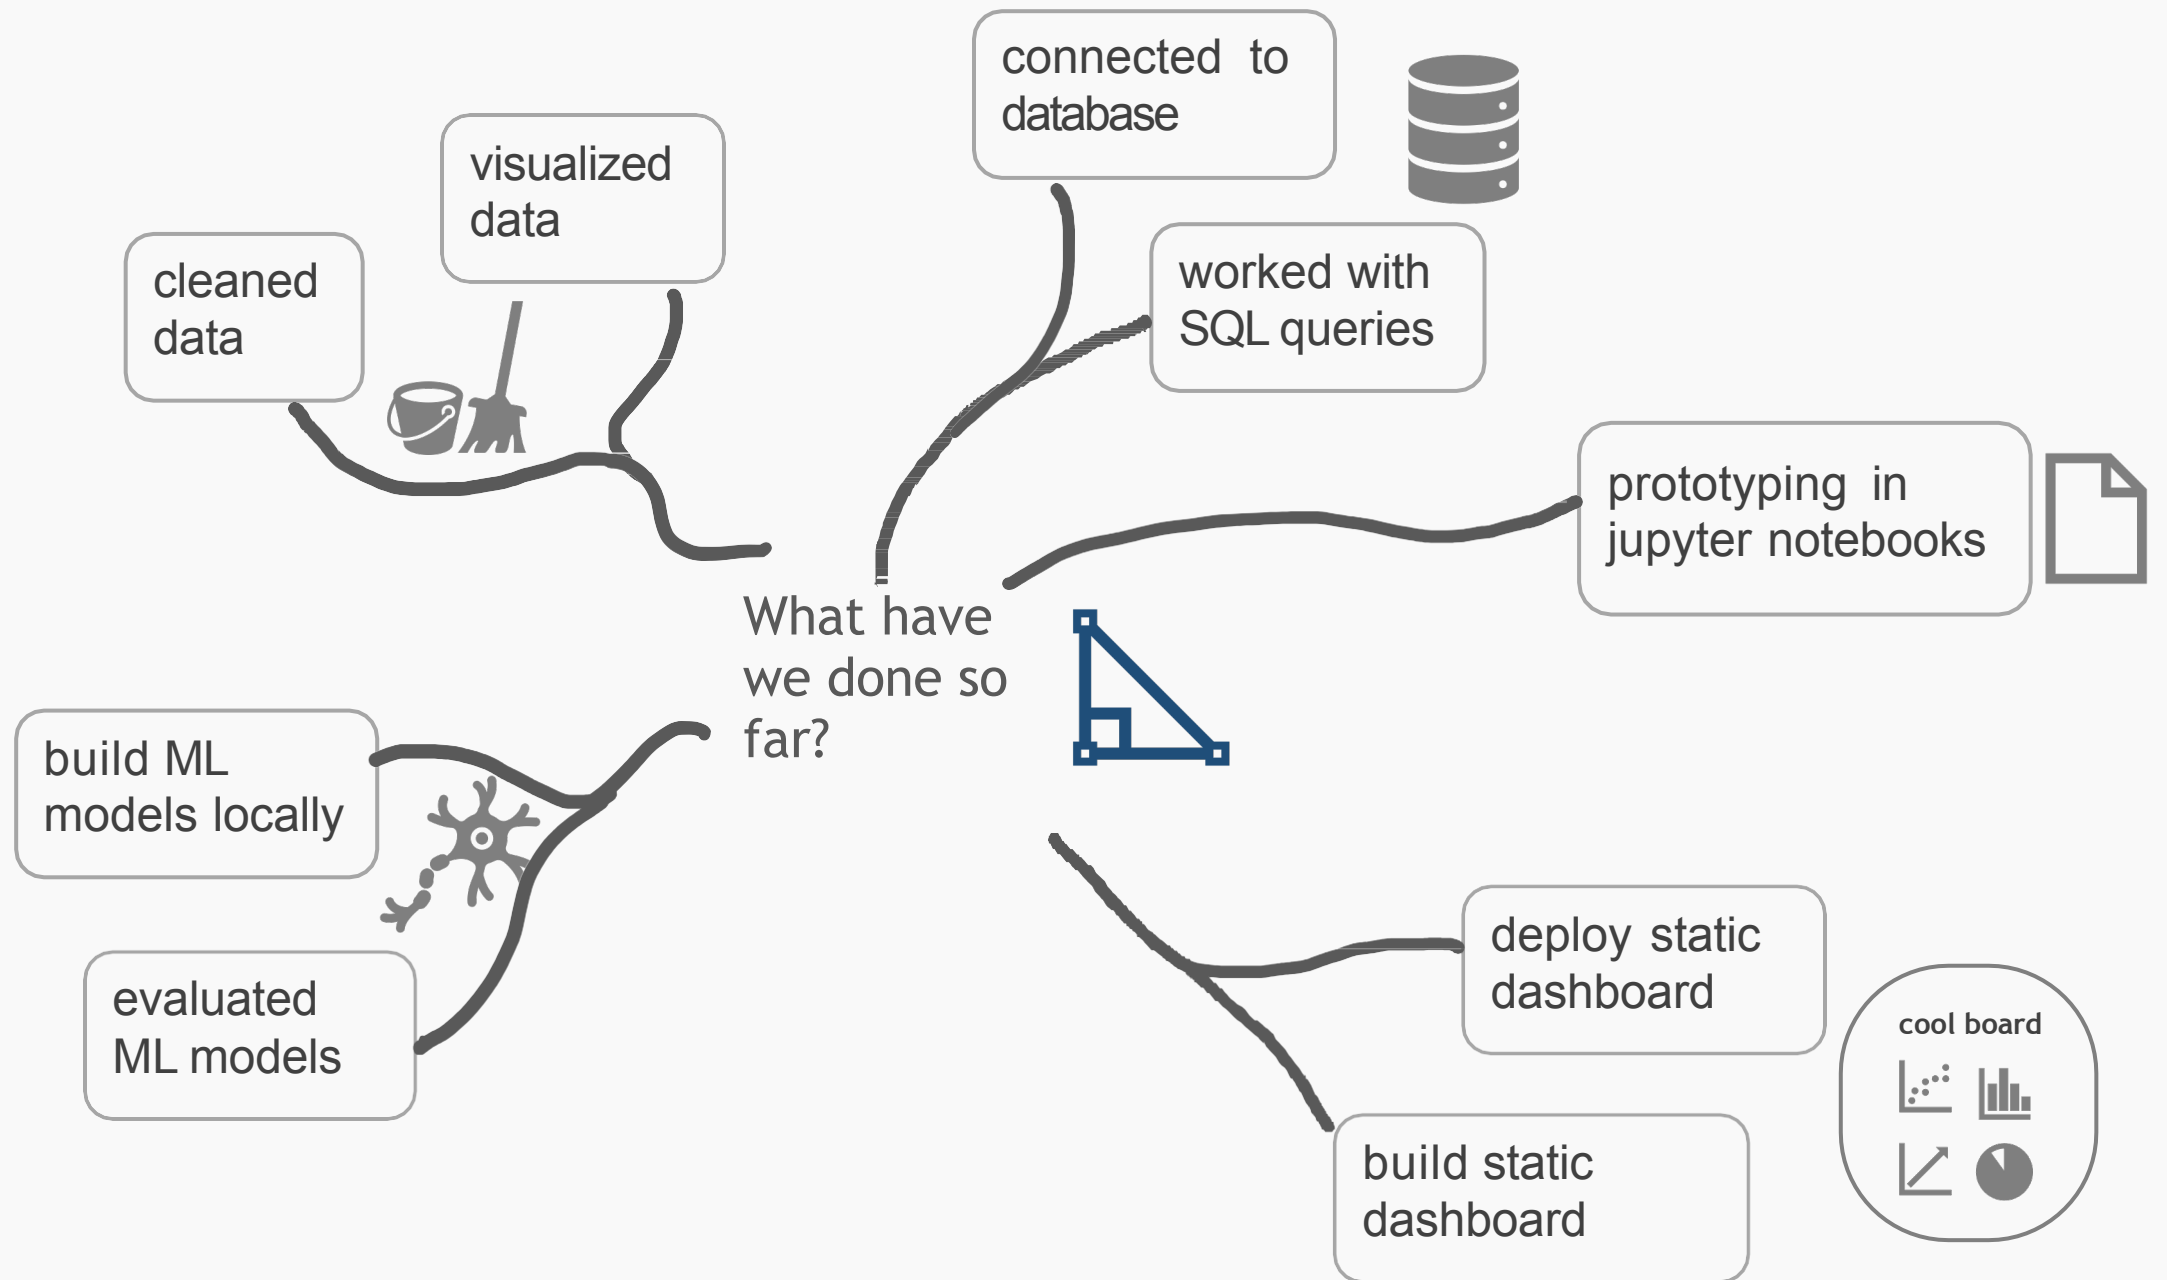 connected to
database
visualized
data
worked with
SQL queries
cleaned
data
prototyping in
jupyter notebooks
What have
we done so
far?
build ML
models locally
evaluated
ML models
deploy static
dashboard
cool board
build static
dashboard